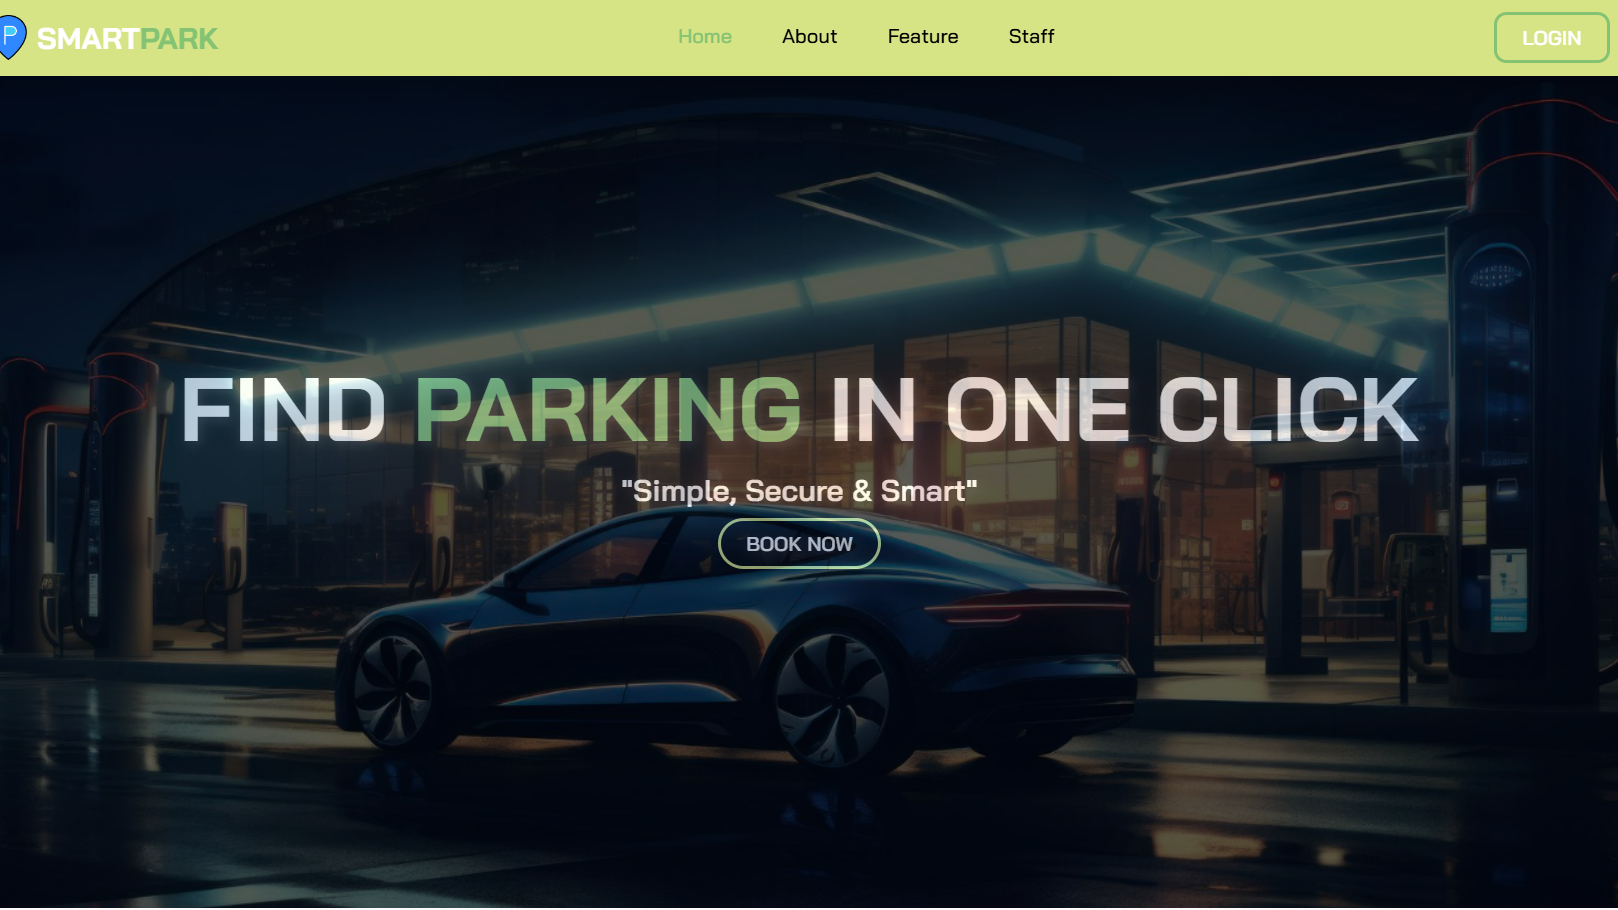 P SMARTPARK
Home About Feature Staff
LOGIN
FIND PARKING IN ONE CLICK
"Simple, Secure & Smart"
BOOK NOW